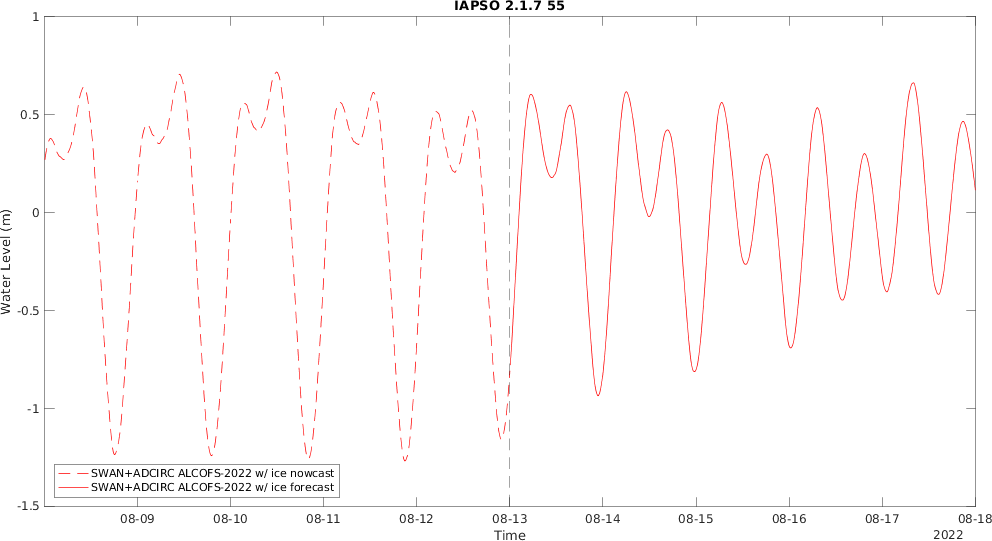 IAPSO 2.1.7 55
1
0.5
0
-0.5
-1
-1.5
Water Level (m)
SWAN+ADCIRC ALCOFS-2022 w/ ice nowcast
SWAN+ADCIRC ALCOFS-2022 w/ ice forecast
08-09 08-10 08-11 08-12 08-13 08-14 08-15 08-16 08-17 08-18
Time
2022